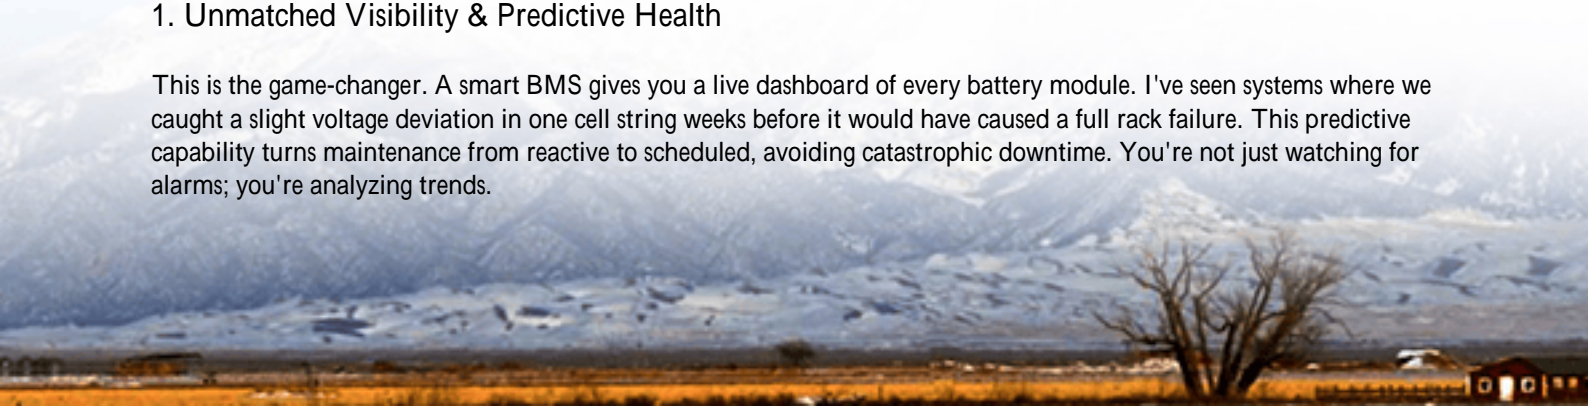 1. Unmatched Visibility & Predictive Health
This is the game-changer. A smart BMS gives you a live dashboard of every battery module. I've seen systems where we
caught a slight voltage deviation in one cell string weeks before it would have caused a full rack failure. This predictive
capability turns maintenance from reactive to scheduled, avoiding catastrophic downtime. You're not just watching for
alarms; you're analyzing trends.